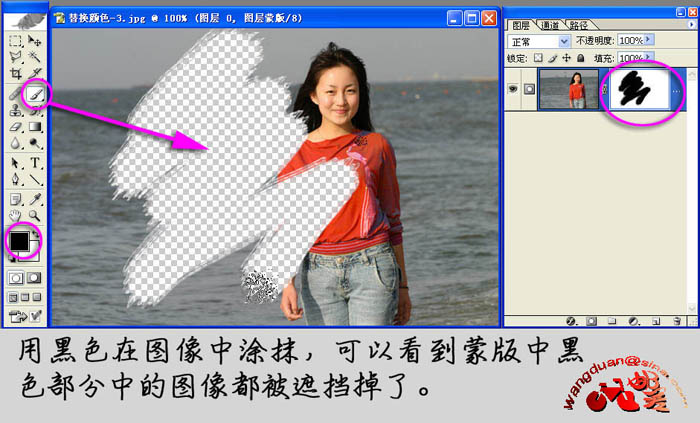 替换颜色-3.jpg @ 100% (图层 0, 图层蒙版/8)
图层 通道 路径
正常 不透明度: 100%
锁定: 填充: 100%
T
用黑色在图像中涂抹，可以看到蒙版中黑
色部分中的图像都被遮挡掉了。